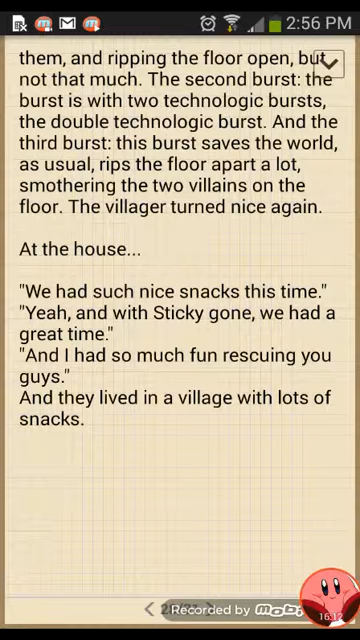 2:56 PM
them, and ripping the floor open, but
not that much. The second burst: the
burst is with two technologic bursts,
the double technologic burst. And the
third burst: this burst saves the world,
as usual, rips the floor apart a lot,
smothering the two villains on the
floor. The villager turned nice again.
At the house...
"We had such nice snacks this time."
"Yeah, and with Sticky gone, we had a
great time."
"And I had so much fun rescuing you
guys."
And they lived in a village with lots of
snacks.
Recorded by
16:12